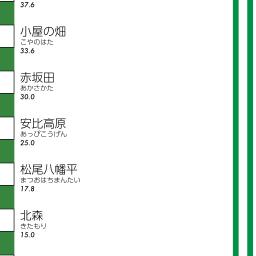 37.6
小屋の畑
こやのはた
33.6
赤坂田
あかさかた
30.0
安比高原
あっぴこうげん
25.0
松尾八幡平
まつおはちまんたい
17.8
北森
きたもり
15.0